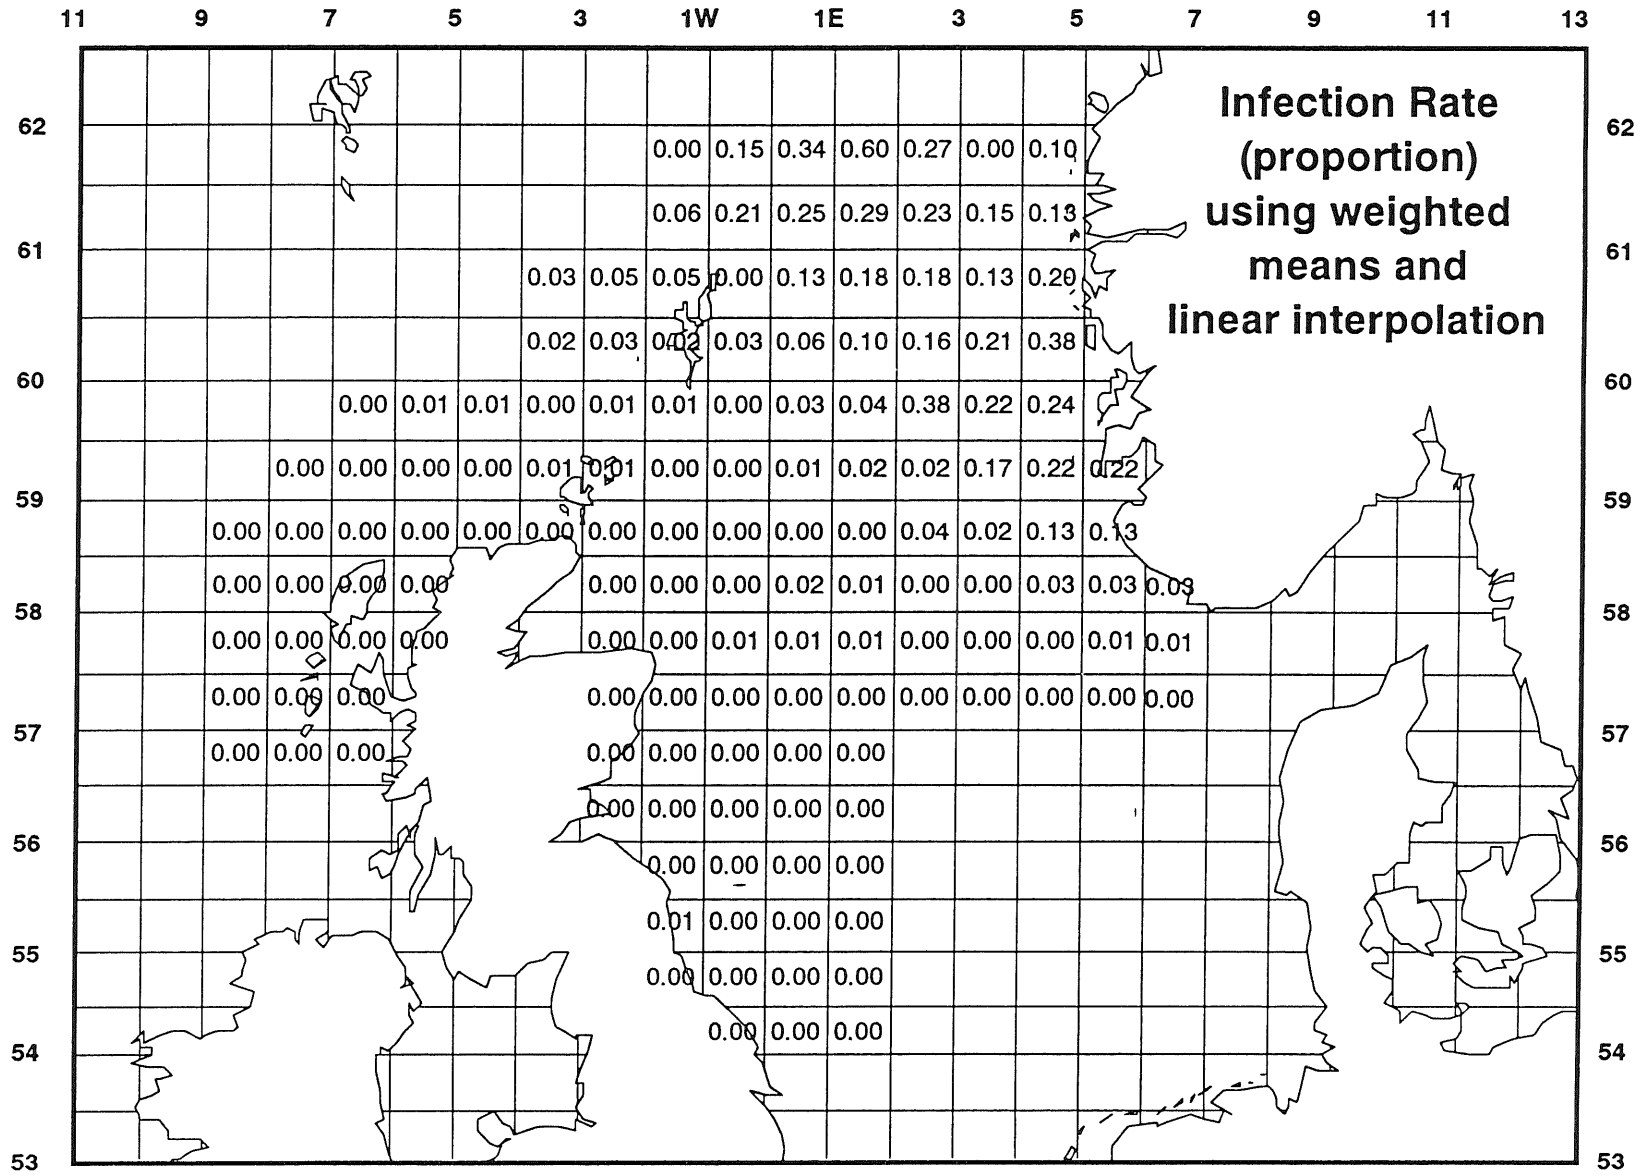 11 9 7 5 3 1W 1E 3 5 7 9 11 13
Infection Rate
(proportion)
using weighted
means and
linear interpolation
62 62
0.00 0.15 0.34 0.60 0.27 0.00 0.10
0.06 0.21 0.25 0.29 0.23 0.15 0.13
61 61
0.03 0.05 0.05 0.00 0.13 0.18 0.18 0.13 0.20
0.02 0.03 0.02 0.03 0.06 0.10 0.16 0.21 0.38
60 60
0.00 0.01 0.01 0.00 0.01 0.01 0.00 0.03 0.04 0.38 0.22 0.24
0.00 0.00 0.00 0.00 0.01 0.01 0.00 0.00 0.01 0.02 0.02 0.17 0.22 0.22
59 59
0.00 0.00 0.00 0.00 0.00 0.00 0.00 0.00 0.00 0.00 0.00 0.04 0.02 0.13 0.13
0.00 0.00 0.00 0.00 0.00 0.00 0.00 0.02 0.01 0.00 0.00 0.03 0.03 0.03
58 58
0.00 0.00 0.00 0.00 0.00 0.00 0.01 0.01 0.01 0.00 0.00 0.00 0.01 0.01
0.00 0.00 0.00 0.00 0.00 0.00 0.00 0.00 0.00 0.00 0.00 0.00 0.00
57 57
0.00 0.00 0.00 0.00 0.00 0.00 0.00 0.00
0.00 0.00 0.00 0.00 0.00
56 56
0.00 0.00 0.00 0.00
0.01 0.00 0.00 0.00
55 55
0.00 0.00 0.00 0.00
0.00 0.00 0.00
54 54
53 53